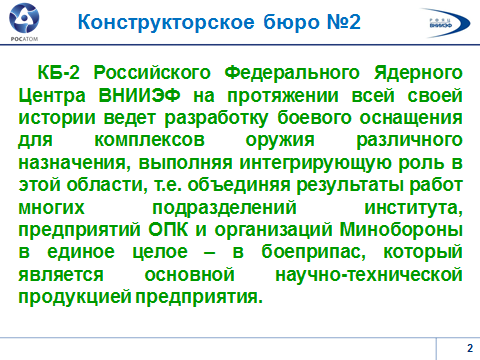 РОСАТОМ
Конструкторское бюро №2
РФЯЦ
ВНИИЭФ
КБ-2 Российского Федерального Ядерного
Центра ВНИИЭФ на протяжении всей своей
истории ведет разработку боевого оснащения
для комплексов оружия различного
назначения, выполняя интегрирующую роль в
этой области, т.е. объединяя результаты работ
многих подразделений института,
предприятий ОПК и организаций Минобороны
в единое целое – в боеприпас, который
является основной научно-технической
продукцией предприятия.
2